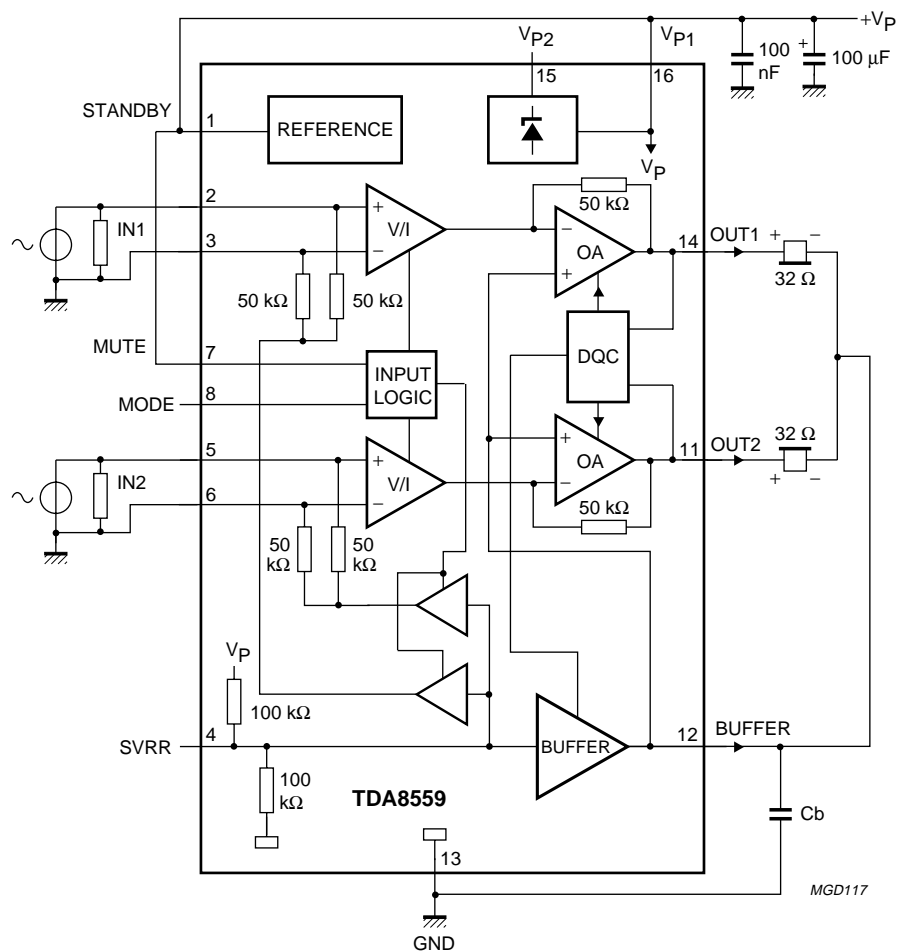 +VP
VP2
VP1
100
nF
+
100 µF
15
16
STANDBY
1
REFERENCE
VP
2
50 kΩ
IN1
+
V/I
−
−
OA
+
14
OUT1
+
−
32 Ω
3
50 kΩ
50 kΩ
MUTE
7
INPUT
LOGIC
DQC
MODE
8
32 Ω
5
+
V/I
−
+
OA
−
11
OUT2
+
−
IN2
6
50 kΩ
50
kΩ
50
kΩ
VP
100 kΩ
SVRR
4
BUFFER
12
BUFFER
100
kΩ
TDA8559
Cb
13
MGD117
GND